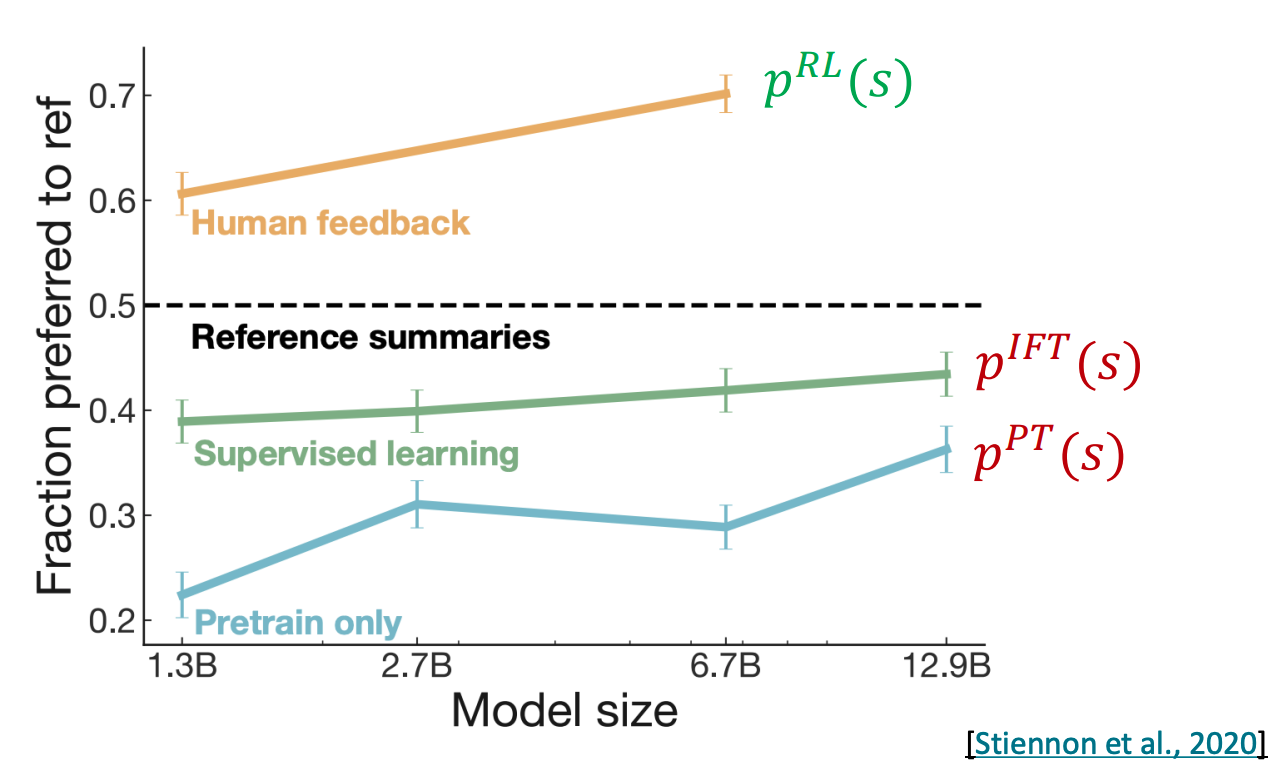 Fraction preferred to ref
0.7
0.6
0.5
0.4
0.3
0.2
p^{RL}(s)
Human feedback
Reference summaries
p^{IFT}(s)
Supervised learning
p^{PT}(s)
Pretrain only
1.3B 2.7B 6.7B 12.9B
Model size
[Stiennon et al., 2020]